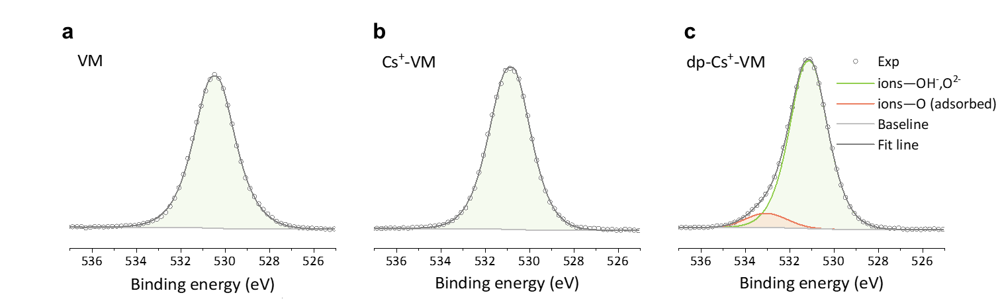 a
VM
536 534 532 530 528 526
Binding energy (eV)
b
Cs⁺-VM
536 534 532 530 528 526
Binding energy (eV)
c
dp-Cs⁺-VM
Exp
ions—OH⁻,O²⁻
ions—O (adsorbed)
Baseline
Fit line
536 534 532 530 528 526
Binding energy (eV)